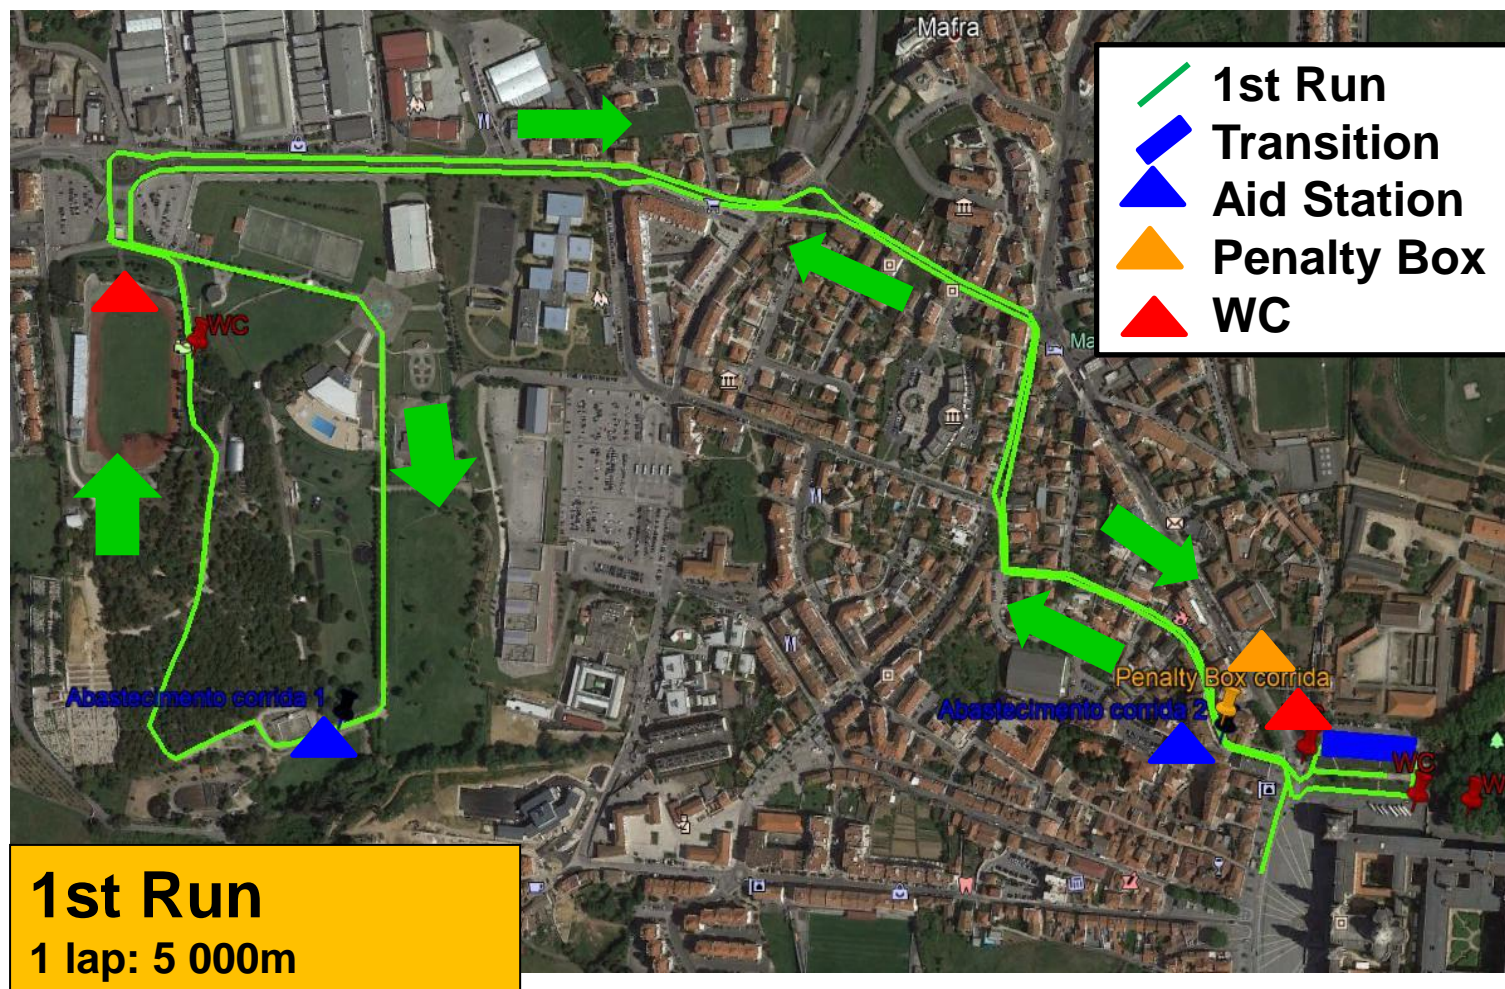 Mafra
1st Run
Transition
Aid Station
Penalty Box
WC
WC
Abastecimento corrida 1
Penalty Box corrida
Abastecimento corrida 2
WC
1st Run
1 lap: 5 000m